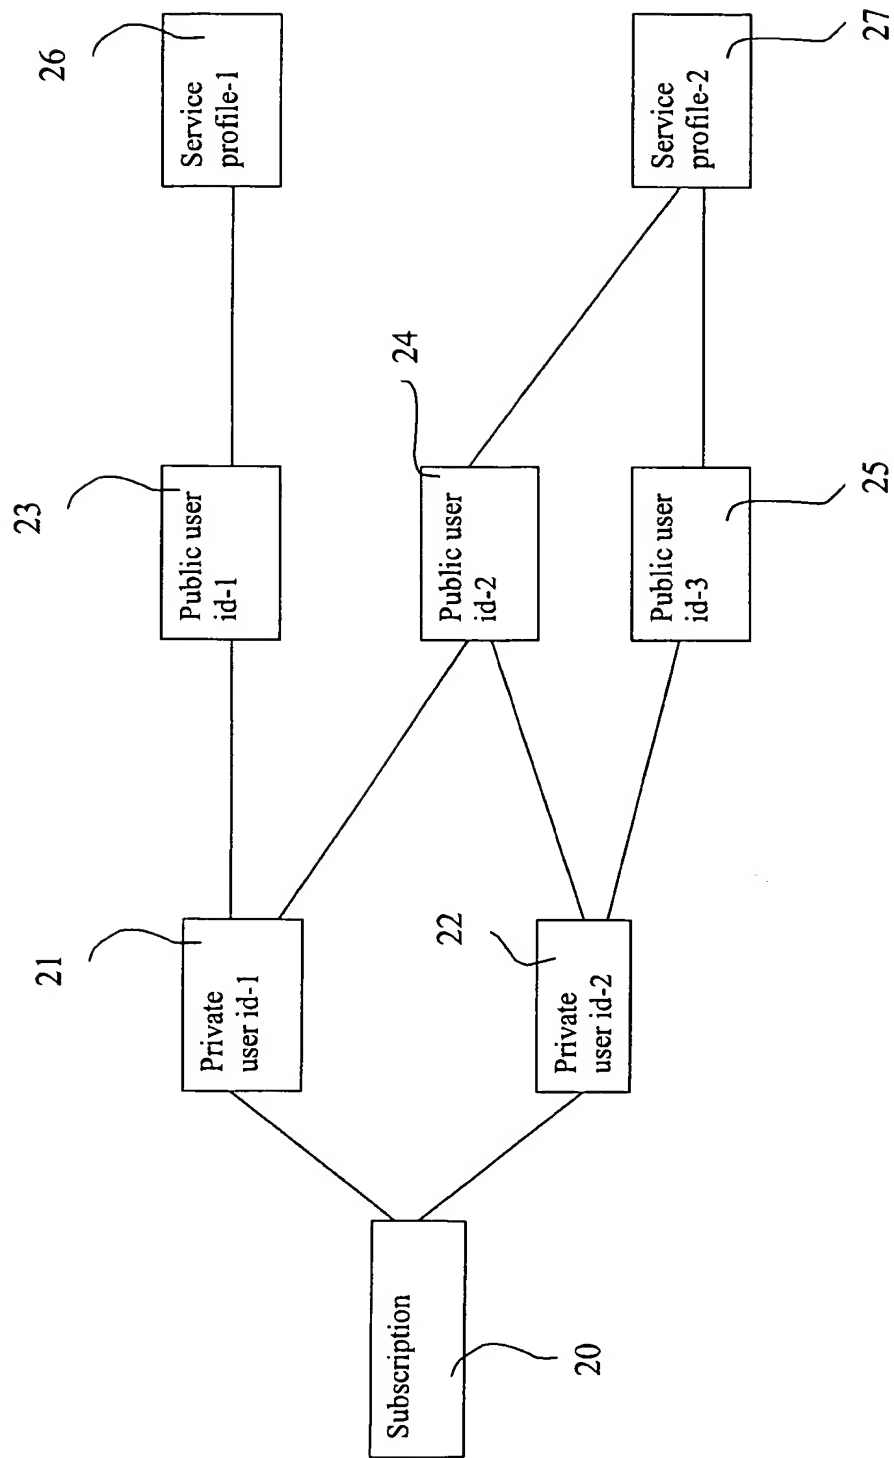 20
Subscription
21
Private
user id-1
22
Private
user id-2
23
Public user
id-1
24
Public user
id-2
25
Public user
id-3
26
Service
profile-1
27
Service
profile-2